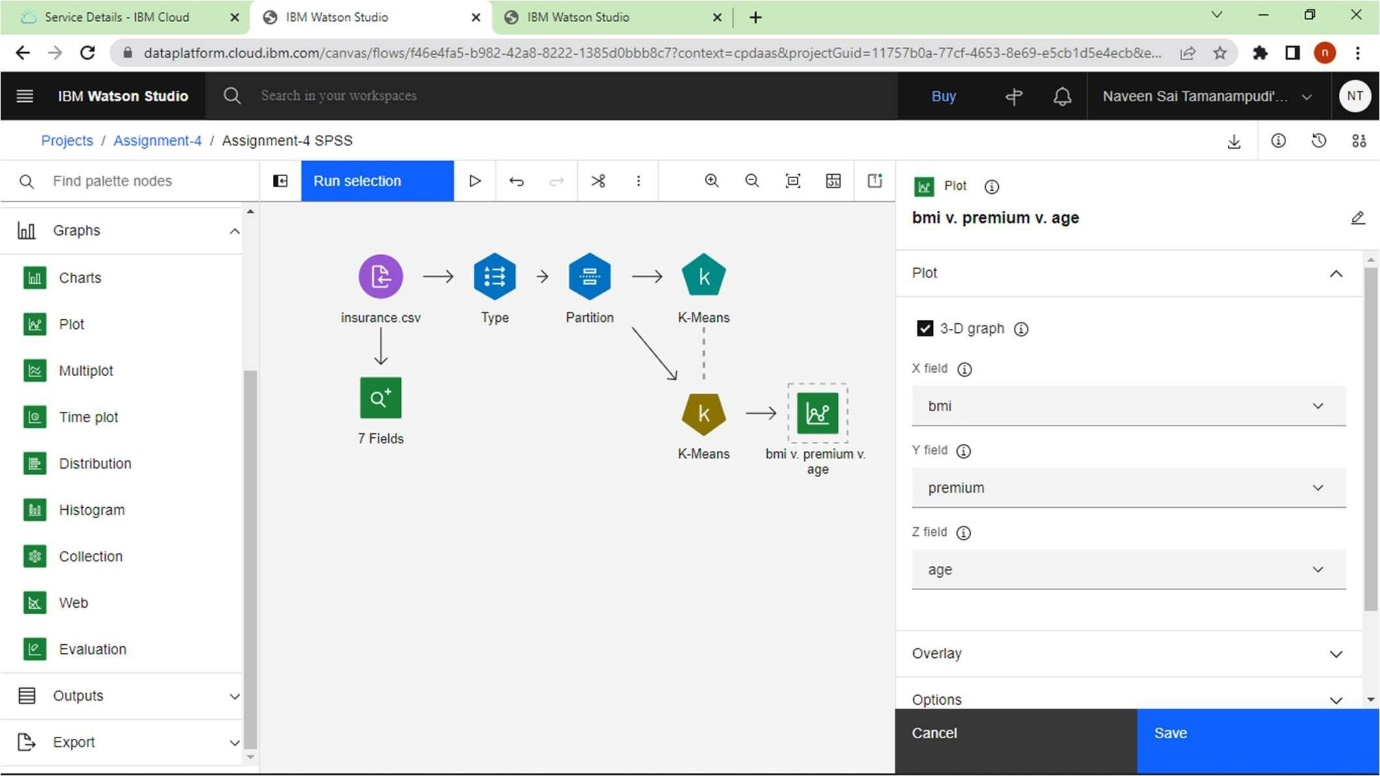 Service Details - IBM Cloud
IBM Watson Studio
IBM Watson Studio
dataplatform.cloud.ibm.com/canvas/flows/f46e4fa5-b982-42a8-8222-1385d0bbb8c7?context=cpdaas&projectGuid=11757b0a-77cf-4653-8e69-e5cb1d5e4ecb&e...
n
IBM Watson Studio
Search in your workspaces
Buy
Naveen Sai Tamanampudi'...
NT
Projects / Assignment-4 / Assignment-4 SPSS
Find palette nodes
Run selection
Graphs
Charts
Plot
Multiplot
Time plot
Distribution
Histogram
Collection
Web
Evaluation
Outputs
Export
k
insurance.csv
Type
Partition
K-Means
7 Fields
k
K-Means
bmi v. premium v.
age
Plot
bmi v. premium v. age
Plot
3-D graph
X field
bmi
Y field
premium
Z field
age
Overlay
Options
Cancel
Save